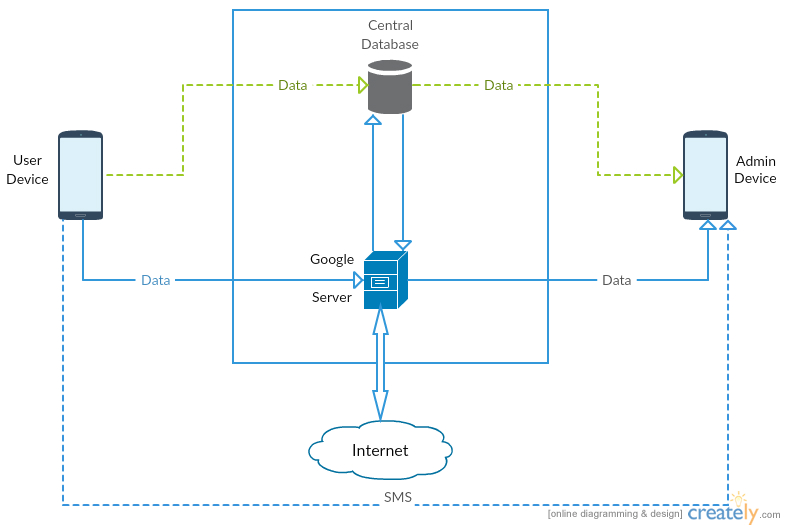 Central
Database
Data
Data
User
Device
Admin
Device
Google
Server
Data
Data
Internet
SMS
[online diagramming & design]
creately.com